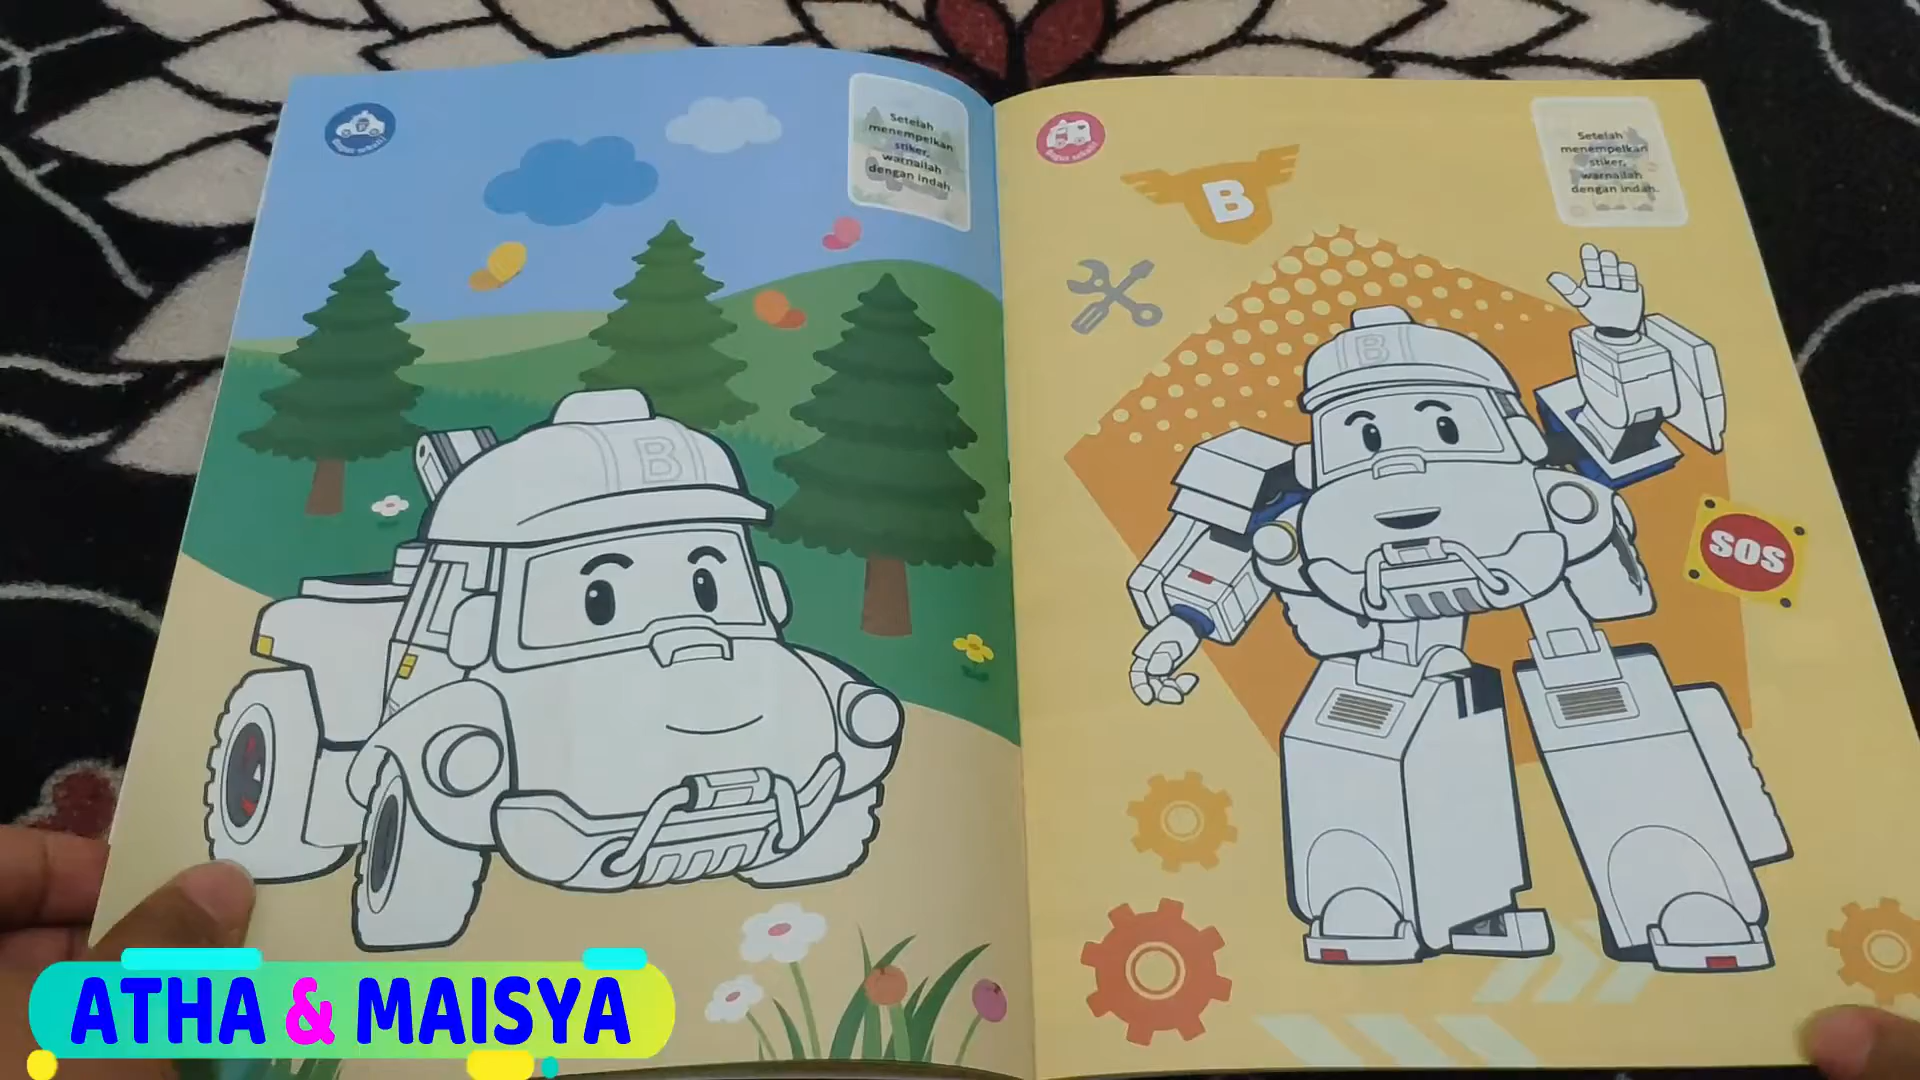 Setelah
menempelkan
stiker,
warnailah
dengan indah.
Setelah
menempelkan
stiker,
warnailah
dengan indah.
B
B
B
SOS
ATHA & MAISYA